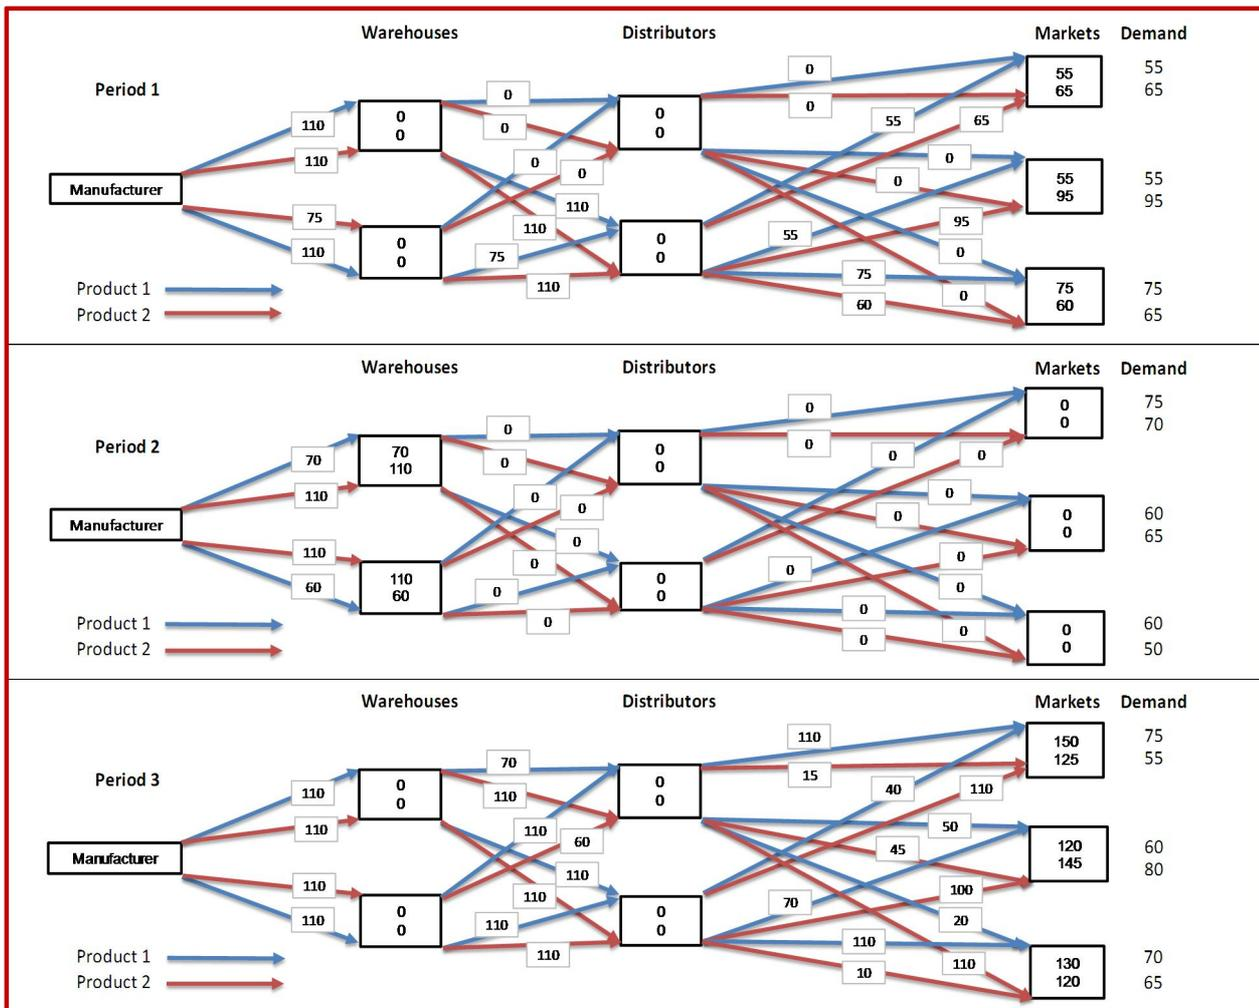 Warehouses Distributors Markets Demand
0 55 55
55 65 65
Period 1 0 0
0 0
0 0 55 65
110
0
110 0 0
0 55 55
Manufacturer 0 95 95
110
75 0 95
110 55
0 0
110 75 0 0
0 75 75 75
Product 1 110 0 60
Product 2 60 65
Warehouses Distributors Markets Demand
0 0 75
0 70
Period 2 0 0
70 70 0 0 0 0
110 0 0
110 0 0
0 0 60
Manufacturer 0 0 65
110 0 0
0 0
60 110 0 0 0
60 0 0 60
Product 1 0 0 0
Product 2 0 50
Warehouses Distributors Markets Demand
110 150 75
125 55
Period 3 70 15
110 0 110 0 40 110
0 0
110 110 50
60 45 120 60
Manufacturer 110 145 80
110 110 100
0 110 0 70 20
110 0 0
110 110 110 130 70
Product 1 10 120
Product 2 65